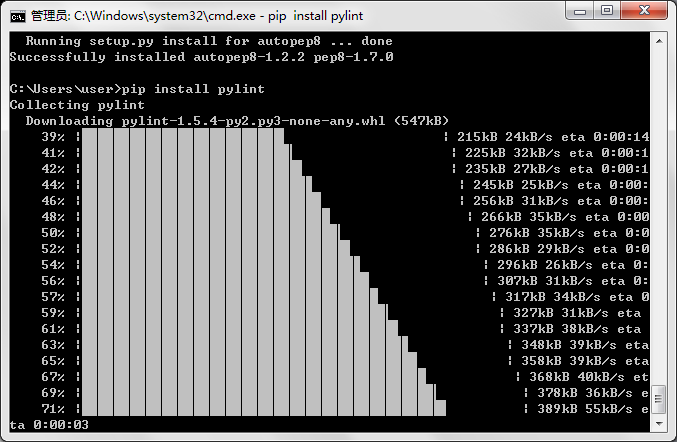 管理员: C:\Windows\system32\cmd.exe - pip install pylint
Running setup.py install for autopep8 ... done
Successfully installed autopep8-1.2.2 pep8-1.7.0
C:\Users\user>pip install pylint
Collecting pylint
Downloading pylint-1.5.4-py2.py3-none-any.whl (547kB)
39% | | 215kB 24kB/s eta 0:00:14
41% | | 225kB 32kB/s eta 0:00:1
42% | | 235kB 27kB/s eta 0:00:1
44% | | 245kB 25kB/s eta 0:00:
46% | | 256kB 31kB/s eta 0:00:
48% | | 266kB 35kB/s eta 0:00
50% | | 276kB 35kB/s eta 0:0
52% | | 286kB 29kB/s eta 0:0
54% | | 296kB 26kB/s eta 0:
56% | | 307kB 31kB/s eta 0:
57% | | 317kB 34kB/s eta 0
59% | | 327kB 31kB/s eta
61% | | 337kB 38kB/s eta
63% | | 348kB 39kB/s eta
65% | | 358kB 39kB/s eta
67% | | 368kB 40kB/s et
69% | | 378kB 36kB/s e
71% | | 389kB 55kB/s e
ta 0:00:03